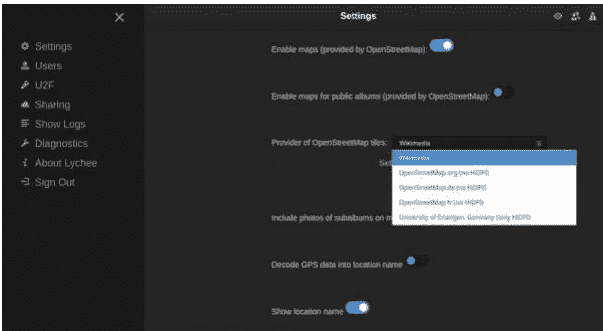 Settings
Settings
Users
U2F
Sharing
Show Logs
Diagnostics
About Lychee
Sign Out
Enable maps (provided by OpenStreetMap):
Enable maps for public albums (provided by OpenStreetMap):
Provider of OpenStreetMap tiles:
Wikimedia
Wikimedia
OpenStreetMap.org (no HiDPI)
OpenStreetMap.de (no HiDPI)
OpenStreetMap.fr (no HiDPI)
University of Erlangen, Germany (only HiDPI)
Include photos of subalbums on
Decode GPS data into location name
Show location name